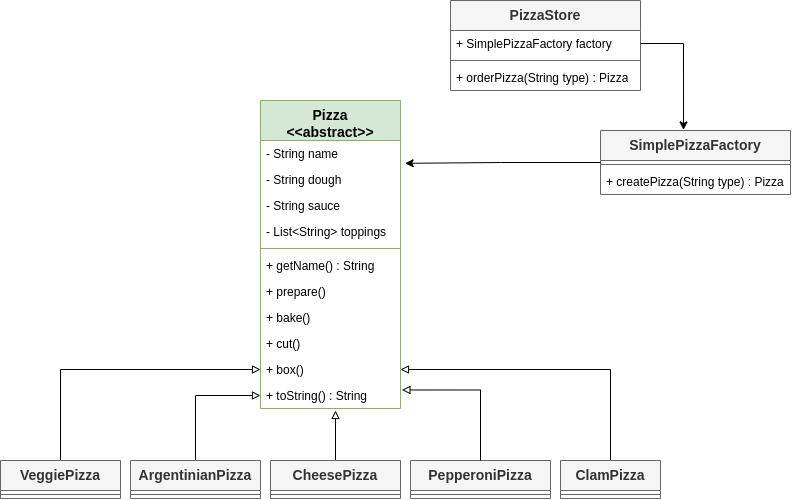 PizzaStore
+ SimplePizzaFactory factory
+ orderPizza(String type) : Pizza
Pizza
<<abstract>>
- String name
- String dough
- String sauce
- List<String> toppings
+ getName() : String
+ prepare()
+ bake()
+ cut()
+ box()
+ toString() : String
SimplePizzaFactory
+ createPizza(String type) : Pizza
VeggiePizza
ArgentinianPizza
CheesePizza
PepperoniPizza
ClamPizza